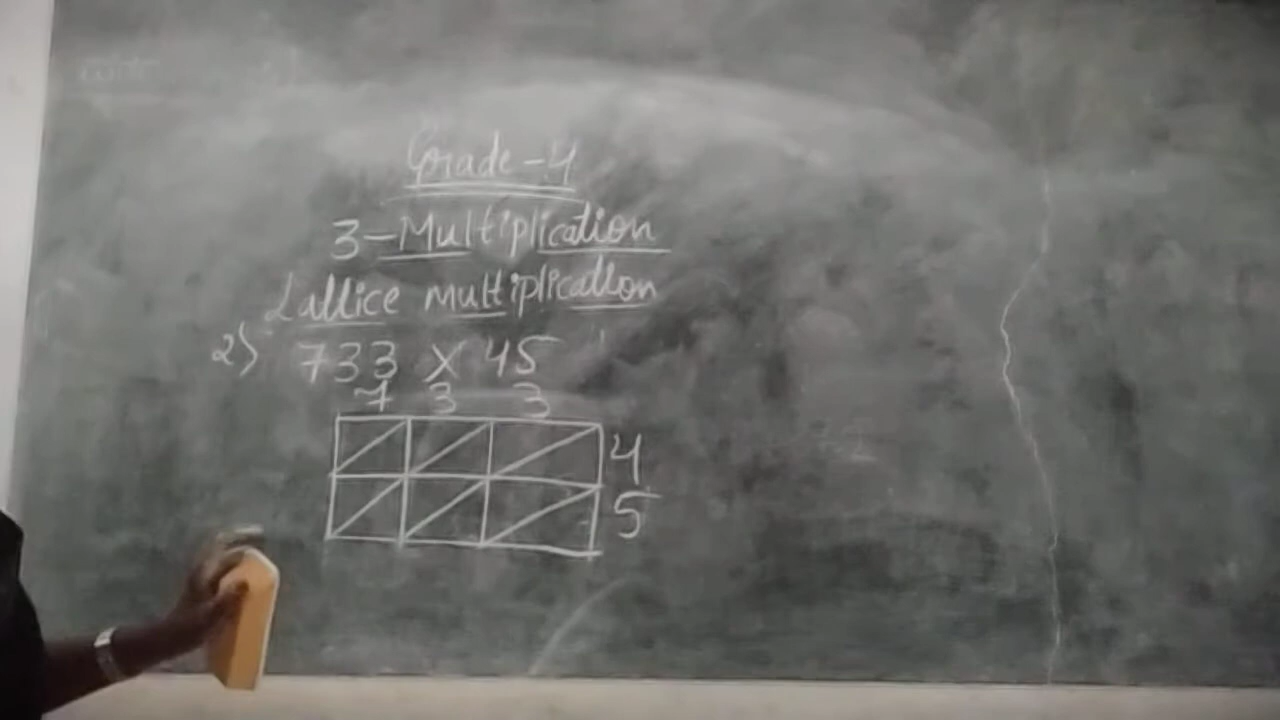 Grade-4
3-Multiplication
Lattice multiplication
2) 733 X 45
7 3 3
4
5